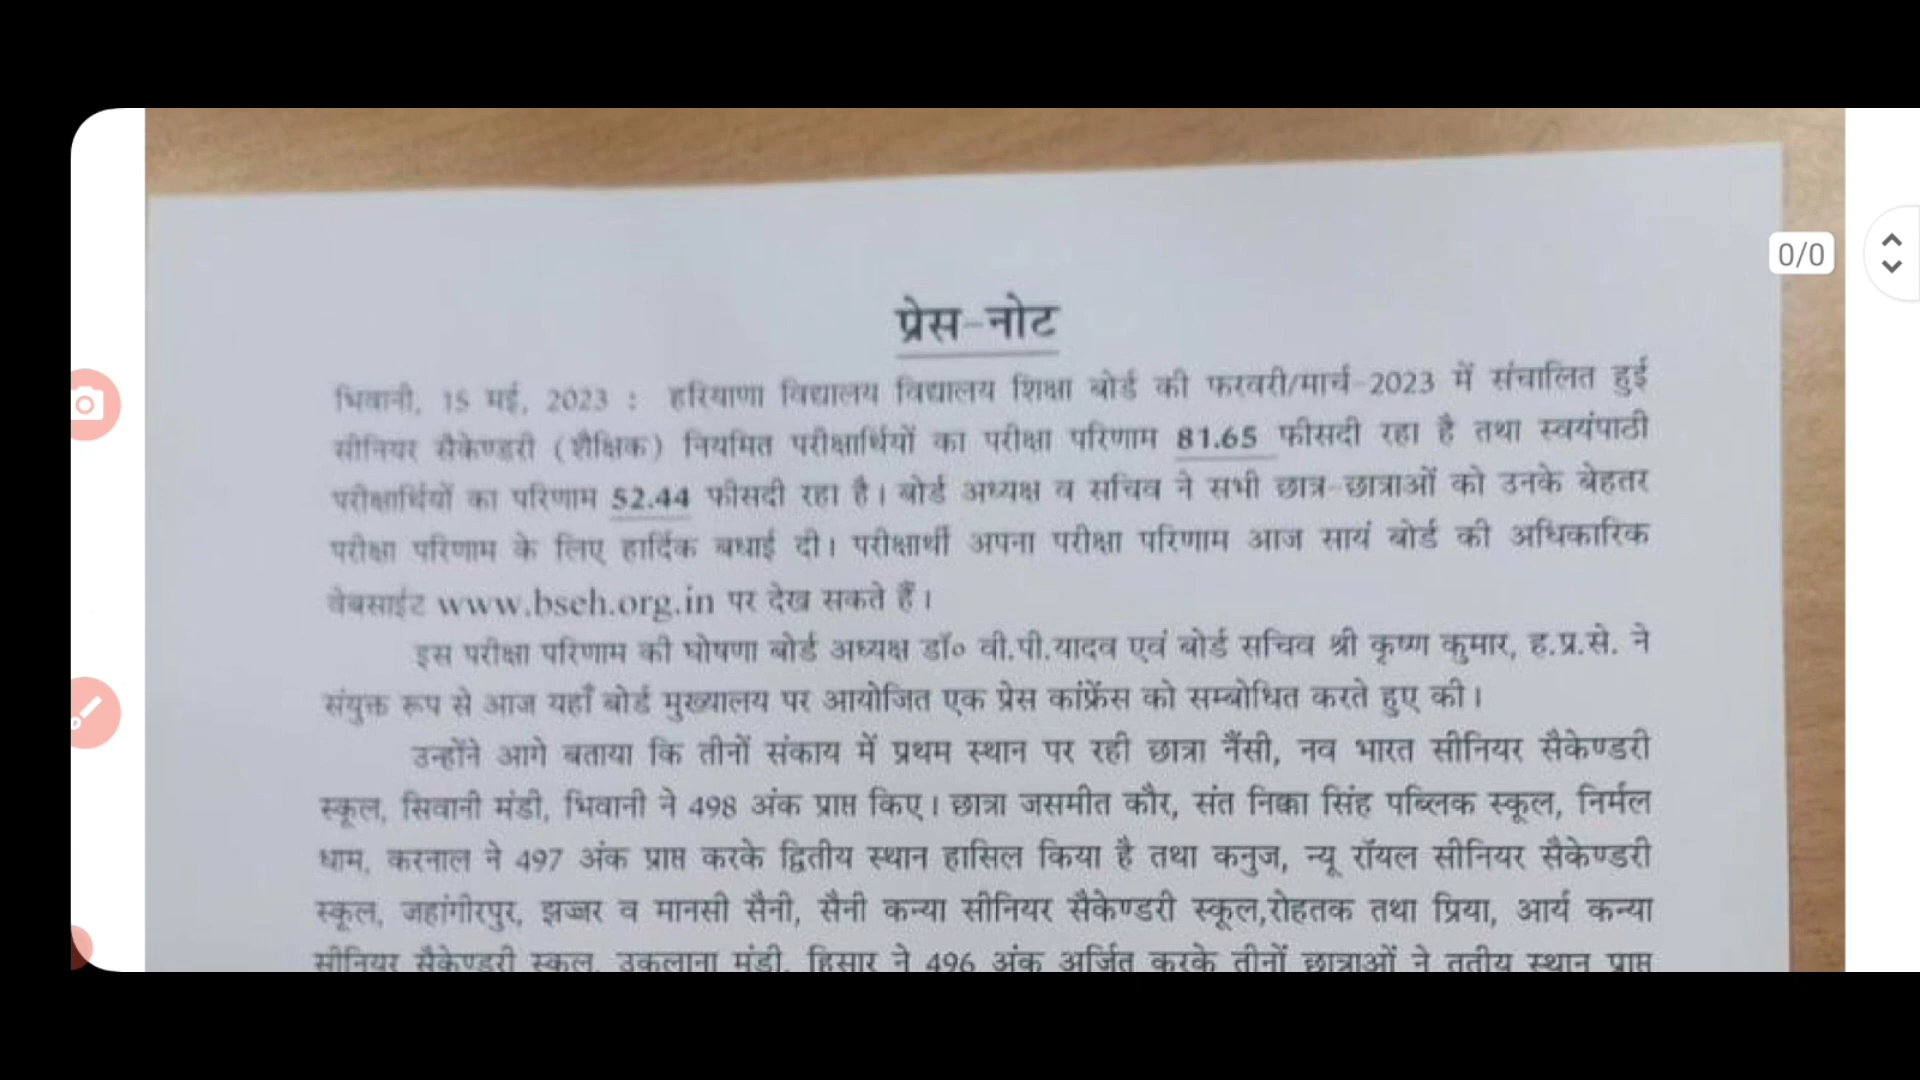 प्रेस-नोट
0/0
भिवानी, 15 मई, 2023 : हरियाणा विद्यालय विद्यालय शिक्षा बोर्ड की फरवरी/मार्च-2023 में संचालित हुई
सीनियर सैकेण्डरी (शैक्षिक) नियमित परीक्षार्थियों का परीक्षा परिणाम 81.65 फीसदी रहा है तथा स्वयंपाठी
परीक्षार्थियों का परिणाम 52.44 फीसदी रहा है। बोर्ड अध्यक्ष व सचिव ने सभी छात्र-छात्राओं को उनके बेहतर
परीक्षा परिणाम के लिए हार्दिक बधाई दी। परीक्षार्थी अपना परीक्षा परिणाम आज सायं बोर्ड की अधिकारिक
वेबसाईट www.bseh.org.in पर देख सकते हैं।
इस परीक्षा परिणाम की घोषणा बोर्ड अध्यक्ष डॉ० वी.पी.यादव एवं बोर्ड सचिव श्री कृष्ण कुमार, ह.प्र.से. ने
संयुक्त रूप से आज यहाँ बोर्ड मुख्यालय पर आयोजित एक प्रेस कांफ्रेंस को सम्बोधित करते हुए की।
उन्होंने आगे बताया कि तीनों संकाय में प्रथम स्थान पर रही छात्रा नैंसी, नव भारत सीनियर सैकेण्डरी
स्कूल, सिवानी मंडी, भिवानी ने 498 अंक प्राप्त किए। छात्रा जसमीत कौर, संत निक्का सिंह पब्लिक स्कूल, निर्मल
धाम, करनाल ने 497 अंक प्राप्त करके द्वितीय स्थान हासिल किया है तथा कनुज, न्यू रॉयल सीनियर सैकेण्डरी
स्कूल, जहांगीरपुर, झज्जर व मानसी सैनी, सैनी कन्या सीनियर सैकेण्डरी स्कूल,रोहतक तथा प्रिया, आर्य कन्या
सीनियर सैकेण्डरी स्कूल, उकलाना मंडी, हिसार ने 496 अंक अर्जित करके तीनों छात्राओं ने तृतीय स्थान प्राप्त